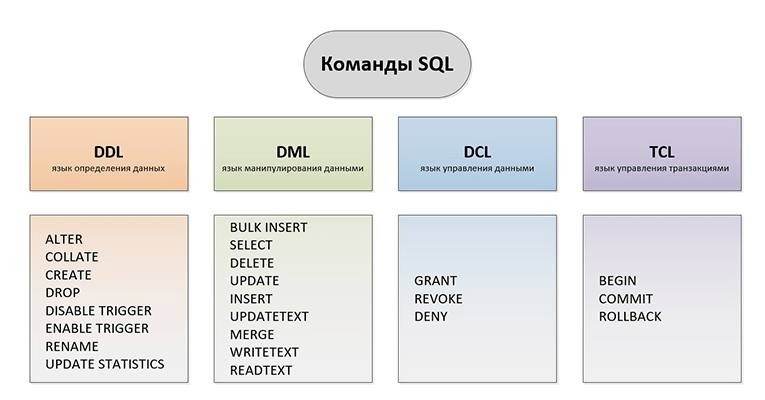 Команды SQL
DDL
язык определения данных
DML
язык манипулирования данными
DCL
язык управления данными
TCL
язык управления транзакциями
ALTER
COLLATE
CREATE
DROP
DISABLE TRIGGER
ENABLE TRIGGER
RENAME
UPDATE STATISTICS
BULK INSERT
SELECT
DELETE
UPDATE
INSERT
UPDATETEXT
MERGE
WRITETEXT
READTEXT
GRANT
REVOKE
DENY
BEGIN
COMMIT
ROLLBACK